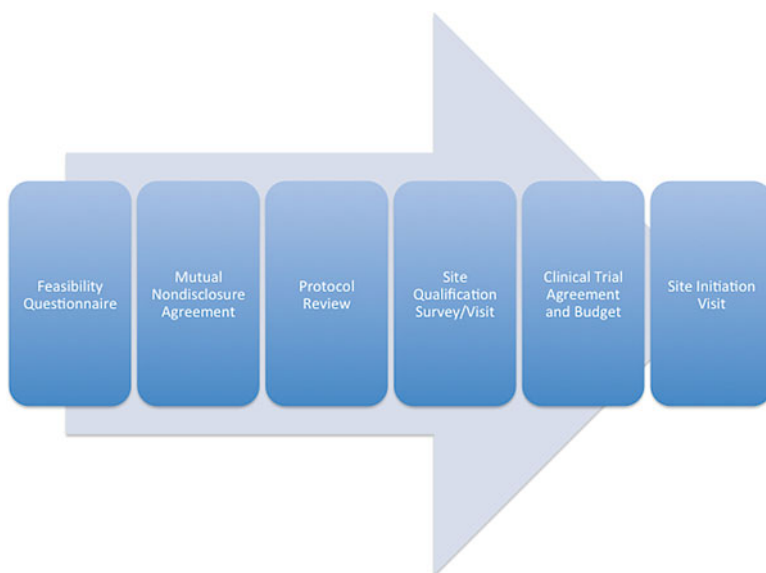 Feasibility
Questionnaire
Mutual
Nondisclosure
Agreement
Protocol
Review
Site
Qualification
Survey/Visit
Clinical Trial
Agreement
and Budget
Site Initiation
Visit